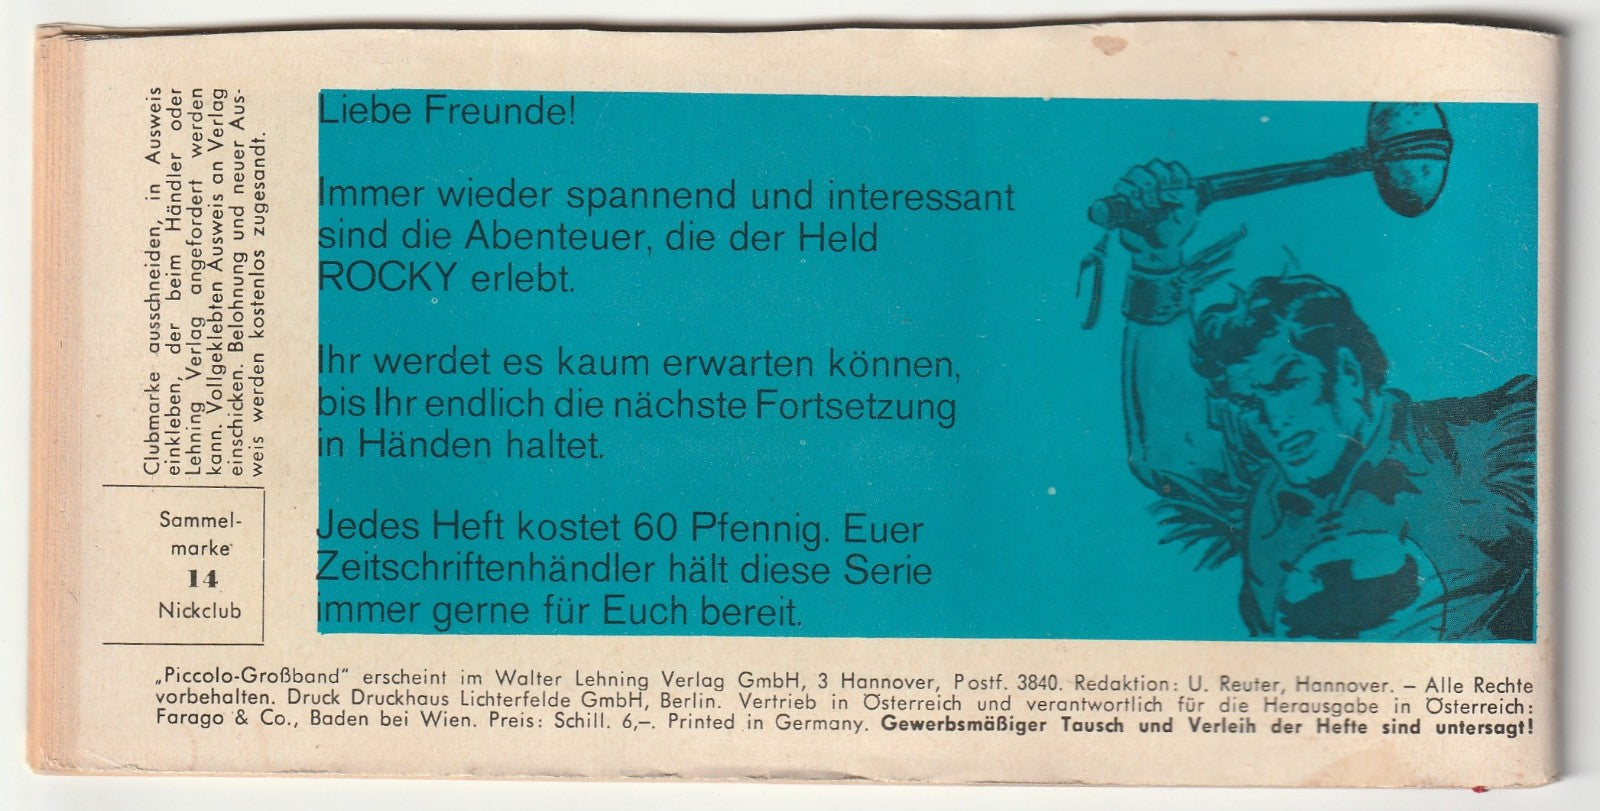 Clubmarke ausschneiden, in Ausweis
einkleben, der beim Händler oder
Lehning Verlag angefordert werden
kann. Vollgeklebten Ausweis an Verlag
einschicken. Belohnung und neuer Aus-
weis werden kostenlos zugesandt.
Sammel-
marke
14
Nickclub
Liebe Freunde!
Immer wieder spannend und interessant
sind die Abenteuer, die der Held
ROCKY erlebt.
Ihr werdet es kaum erwarten können,
bis Ihr endlich die nächste Fortsetzung
in Händen haltet.
Jedes Heft kostet 60 Pfennig. Euer
Zeitschriftenhändler hält diese Serie
immer gerne für Euch bereit.
„Piccolo-Großband" erscheint im Walter Lehning Verlag GmbH, 3 Hannover, Postf. 3840. Redaktion: U. Reuter, Hannover. – Alle Rechte
vorbehalten. Druck Druckhaus Lichterfelde GmbH, Berlin. Vertrieb in Österreich und verantwortlich für die Herausgabe in Österreich:
Farago & Co., Baden bei Wien. Preis: Schill. 6,–. Printed in Germany. Gewerbsmäßiger Tausch und Verleih der Hefte sind untersagt!